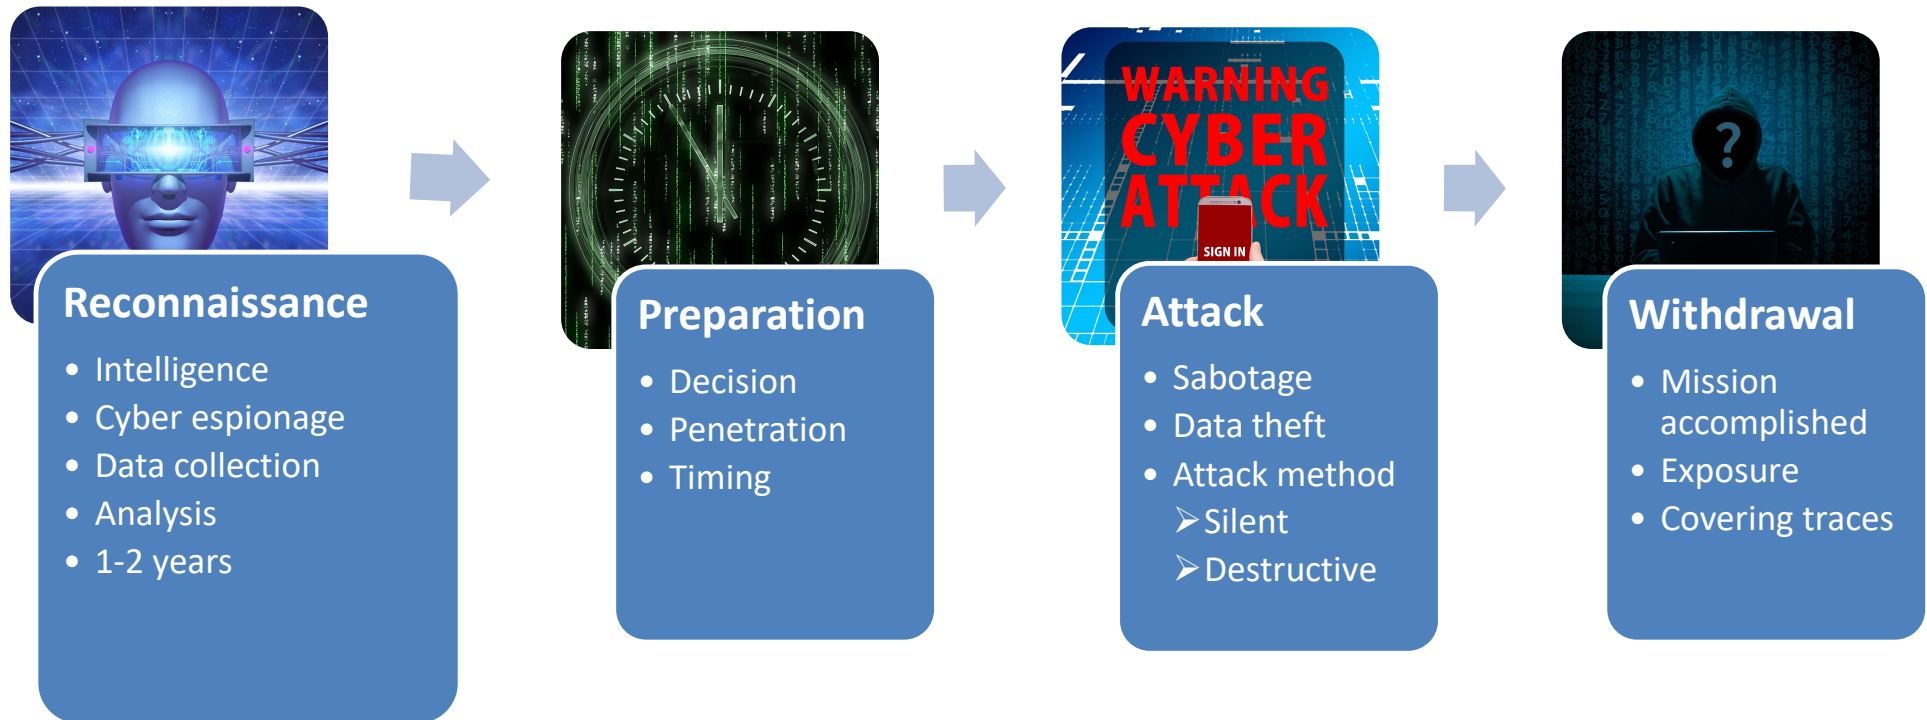 Reconnaissance
• Intelligence
• Cyber espionage
• Data collection
• Analysis
• 1-2 years
Preparation
• Decision
• Penetration
• Timing
WARNING
CYBER
ATTACK
SIGN IN
Attack
• Sabotage
• Data theft
• Attack method
➢Silent
➢Destructive
?
Withdrawal
• Mission
accomplished
• Exposure
• Covering traces